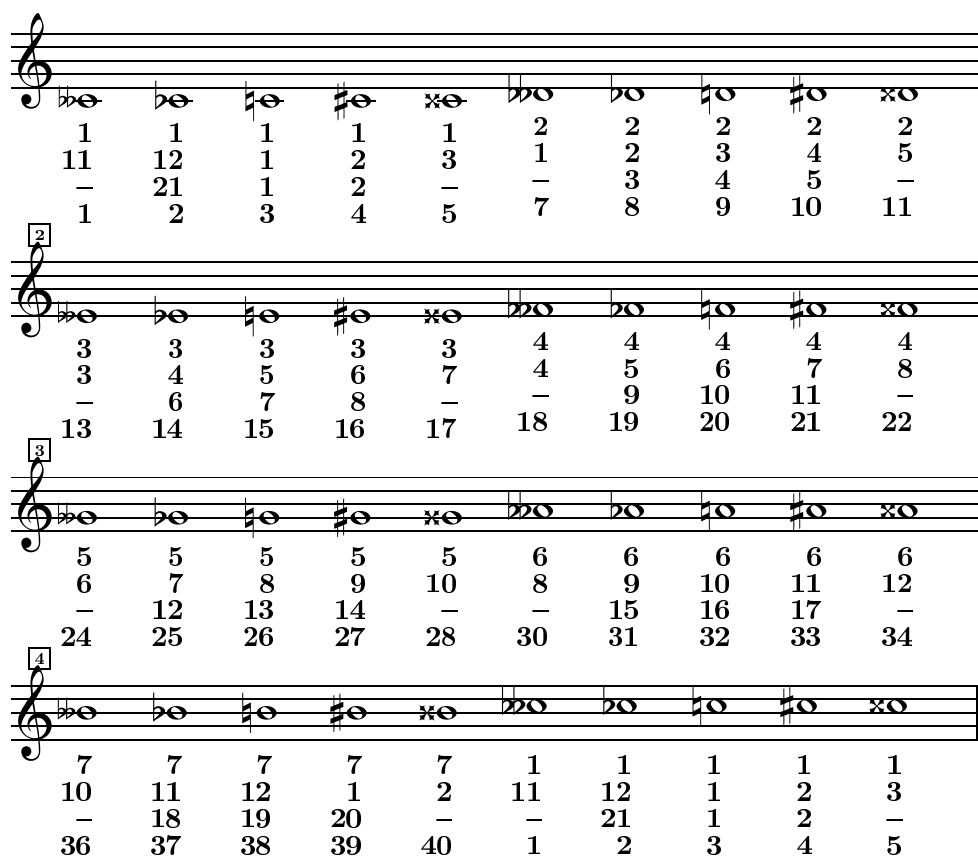 1 1 1 1 1 2 2 2 2 2
11 12 1 2 3 1 2 3 4 5
– 21 1 2 – – 3 4 5 –
1 2 3 4 5 7 8 9 10 11
2
3 3 3 3 3 4 4 4 4 4
3 4 5 6 7 4 5 6 7 8
– 6 7 8 – – 9 10 11 –
13 14 15 16 17 18 19 20 21 22
3
5 5 5 5 5 6 6 6 6 6
6 7 8 9 10 8 9 10 11 12
– 12 13 14 – – 15 16 17 –
24 25 26 27 28 30 31 32 33 34
4
7 7 7 7 7 1 1 1 1 1
10 11 12 1 2 11 12 1 2 3
– 18 19 20 – – 21 1 2 –
36 37 38 39 40 1 2 3 4 5